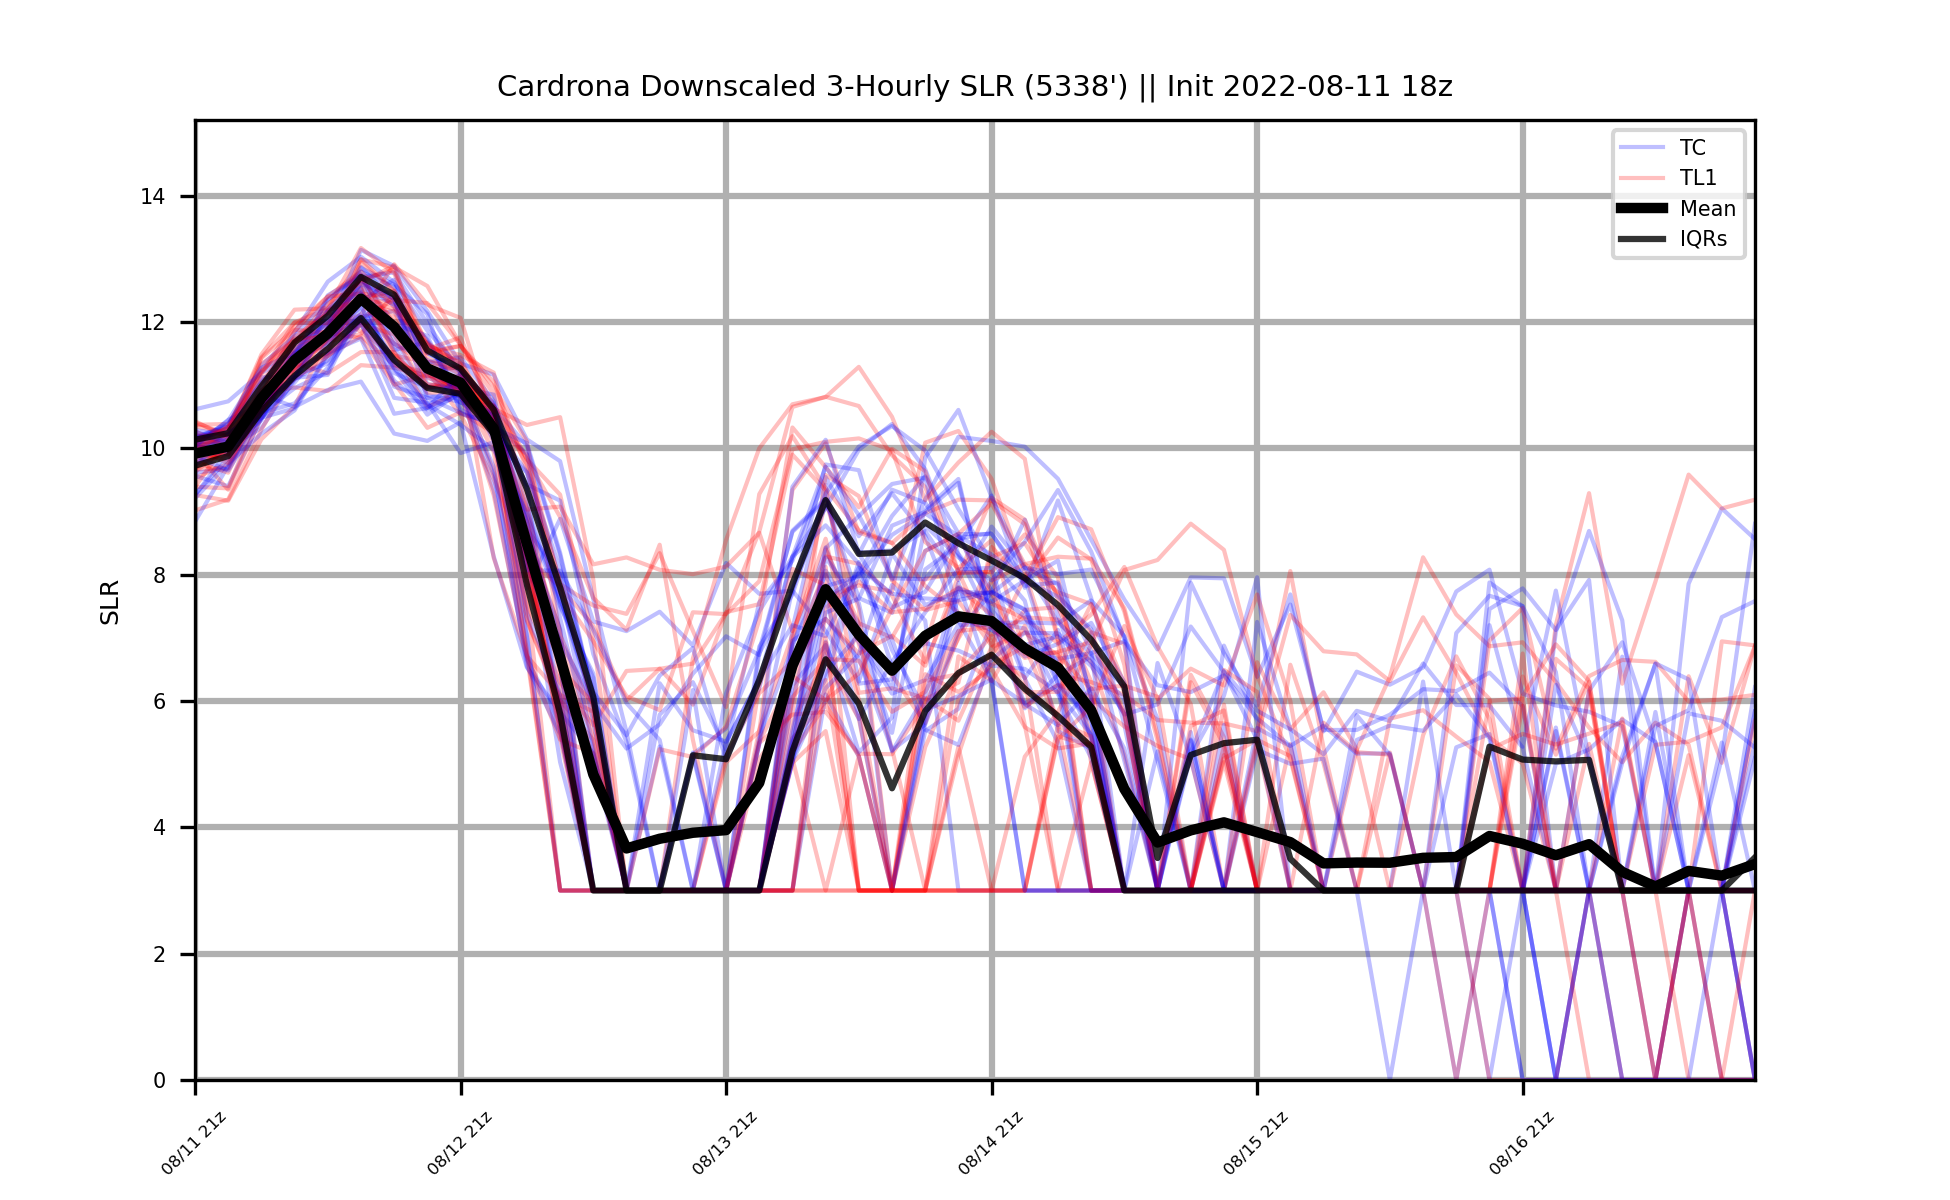 Cardrona Downscaled 3-Hourly SLR (5338') || Init 2022-08-11 18z
TC
TL1
Mean
IQRs
14
12
10
8
6
4
2
0
SLR
08/11 21z
08/12 21z
08/13 21z
08/14 21z
08/15 21z
08/16 21z